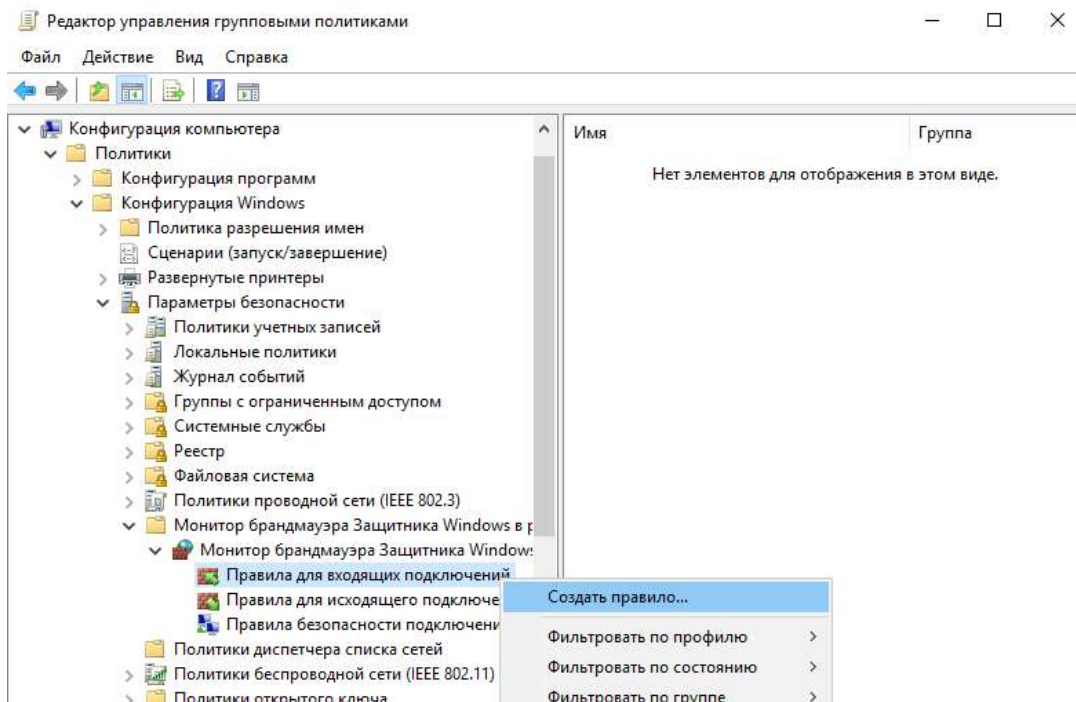 Редактор управления групповыми политиками
Файл Действие Вид Справка
Конфигурация компьютера
Политики
Конфигурация программ
Конфигурация Windows
Политика разрешения имен
Сценарии (запуск/завершение)
Развернутые принтеры
Параметры безопасности
Политики учетных записей
Локальные политики
Журнал событий
Группы с ограниченным доступом
Системные службы
Реестр
Файловая система
Политики проводной сети (IEEE 802.3)
Монитор брандмауэра Защитника Windows в р
Монитор брандмауэра Защитника Windows
Правила для входящих подключений
Правила для исходящего подключе
Правила безопасности подключени
Политики диспетчера списка сетей
Политики беспроводной сети (IEEE 802.11)
Политики открытого ключа
Имя Группа
Нет элементов для отображения в этом виде.
Создать правило...
Фильтровать по профилю
Фильтровать по состоянию
Фильтровать по группе